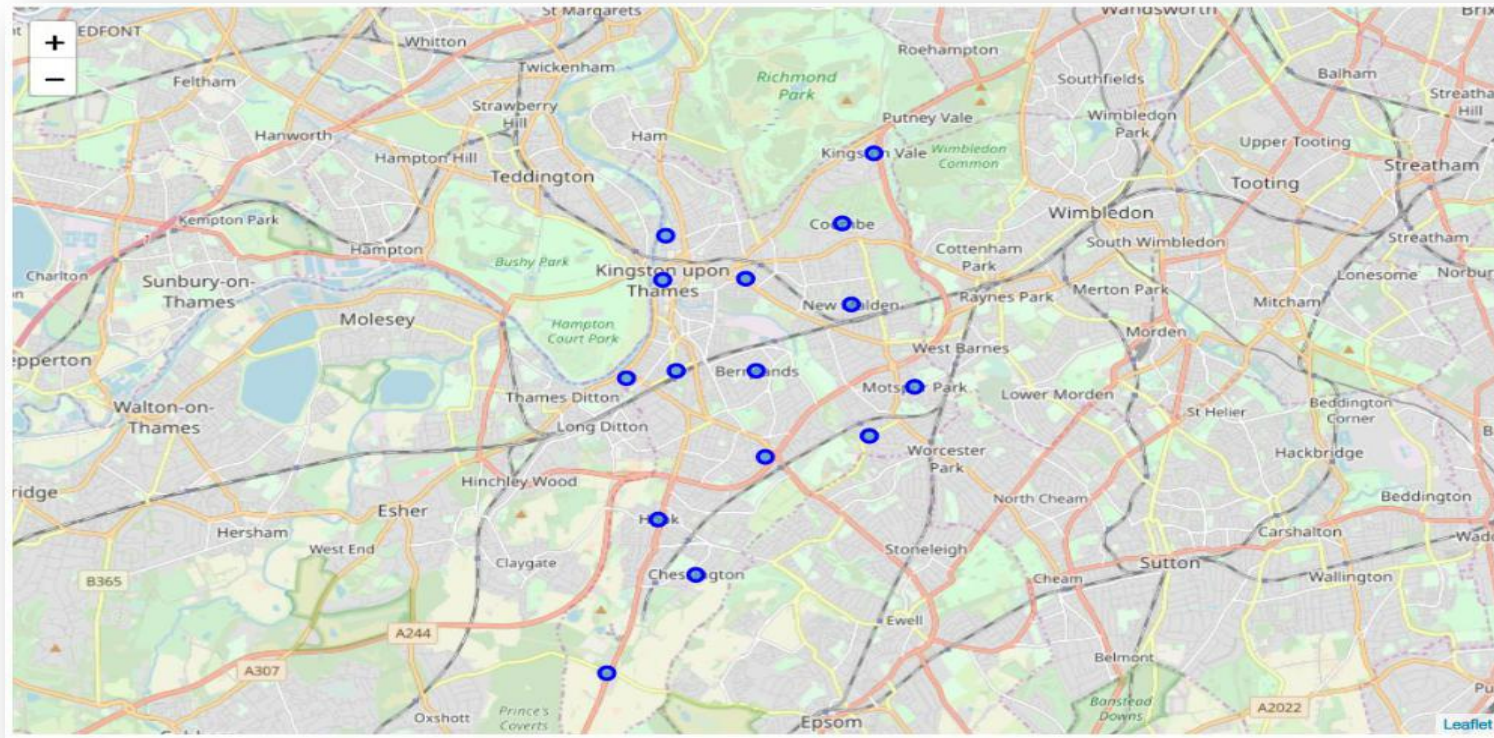 St Margarets
Wandsworth
+
EDFONT
Whitton
Roehampton
−
Feltham
Twickenham
Richmond
Park
Southfields
Balham
Strawberry
Hill
Hill
Putney Vale
Wimbledon
Park
Hanworth
Ham
Upper Tooting
Hampton Hill
Kingston Vale
Wimbledon
Common
Streatham
Teddington
Tooting
Kempton Park
Coombe
Wimbledon
Hampton
South Wimbledon
Streatham
Cottenham
Park
Bushy Park
Charlton
Sunbury-on-
Thames
Kingston upon
Thames
Lonesome
Merton Park
Raynes Park
Mitcham
New Malden
Molesey
Hampton
Court Park
Morden
West Barnes
epperton
Berrylands
Motspur Park
Lower Morden
Thames Ditton
Walton-on-
Thames
St Helier
Beddington
Corner
Long Ditton
Worcester
Park
Hackbridge
ridge
Hinchley Wood
North Cheam
Beddington
Esher
Hook
Hersham
Carshalton
West End
Stoneleigh
Claygate
Sutton
Chessington
Cheam
Wallington
B365
Ewell
A244
Belmont
A307
Banstead
Downs
A2022
Prince's
Coverts
Oxshott
Epsom
Leaflet